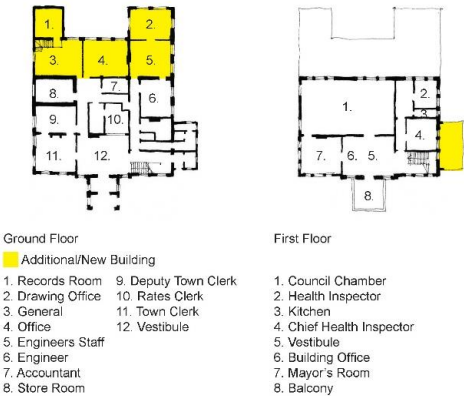 1.
2.
3.
4.
5.
8.
7.
6.
9.
10.
11.
12.
2.
1.
3.
4.
7.
6.
5.
8.
Ground Floor
Additional/New Building
1. Records Room
2. Drawing Office
3. General
4. Office
5. Engineers Staff
6. Engineer
7. Accountant
8. Store Room
9. Deputy Town Clerk
10. Rates Clerk
11. Town Clerk
12. Vestibule
First Floor
1. Council Chamber
2. Health Inspector
3. Kitchen
4. Chief Health Inspector
5. Vestibule
6. Building Office
7. Mayor's Room
8. Balcony